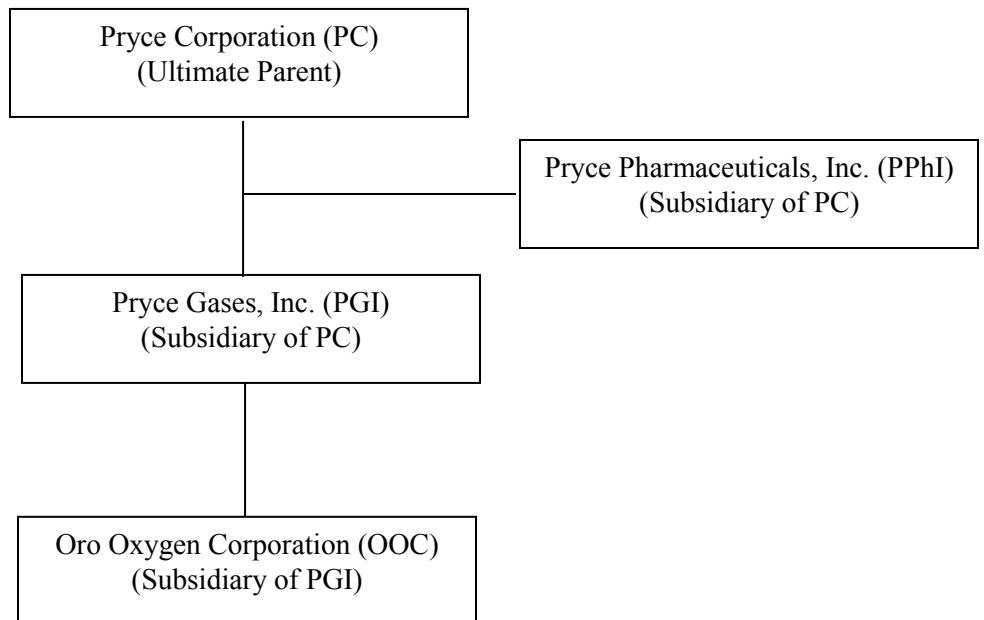 Pryce Corporation (PC)
(Ultimate Parent)
Pryce Pharmaceuticals, Inc. (PPhI)
(Subsidiary of PC)
Pryce Gases, Inc. (PGI)
(Subsidiary of PC)
Oro Oxygen Corporation (OOC)
(Subsidiary of PGI)